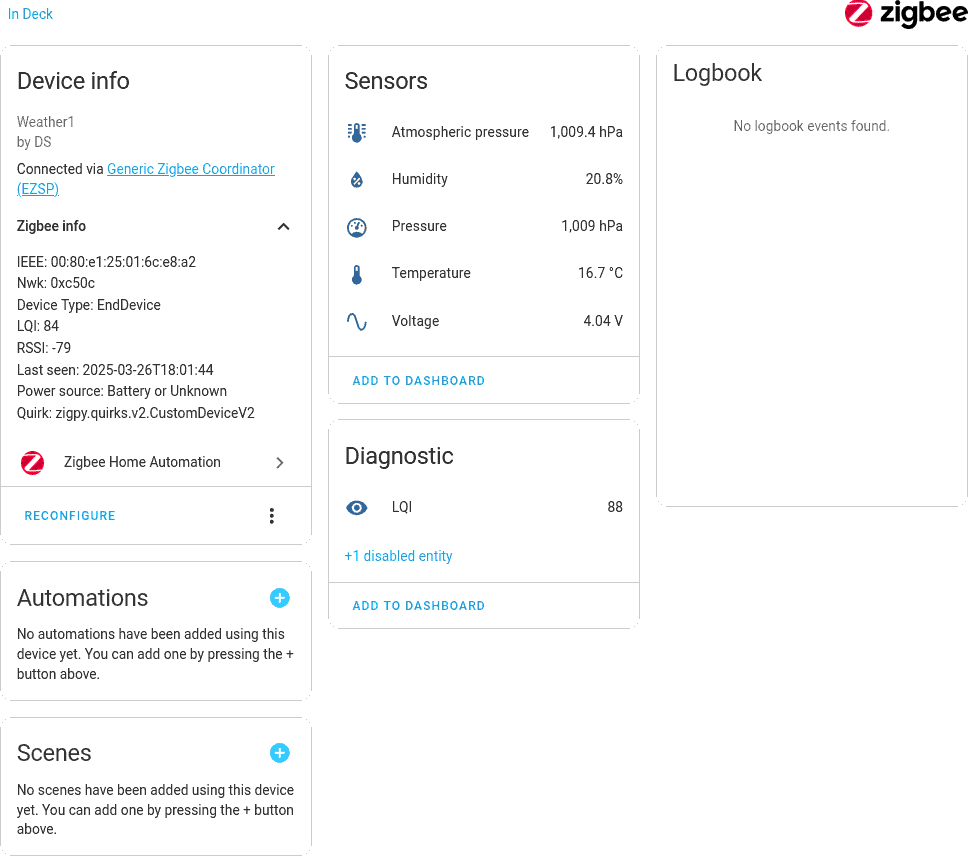 In Deck
zigbee
Device info
Weather1
by DS
Connected via Generic Zigbee Coordinator
(EZSP)
Zigbee info
IEEE: 00:80:e1:25:01:6c:e8:a2
Nwk: 0xc50c
Device Type: EndDevice
LQI: 84
RSSI: -79
Last seen: 2025-03-26T18:01:44
Power source: Battery or Unknown
Quirk: zigpy.quirks.v2.CustomDeviceV2
Zigbee Home Automation
RECONFIGURE
Automations
No automations have been added using this
device yet. You can add one by pressing the +
button above.
Scenes
No scenes have been added using this device
yet. You can add one by pressing the + button
above.
Sensors
Atmospheric pressure 1,009.4 hPa
Humidity 20.8%
Pressure 1,009 hPa
Temperature 16.7 °C
Voltage 4.04 V
ADD TO DASHBOARD
Diagnostic
LQI 88
+1 disabled entity
ADD TO DASHBOARD
Logbook
No logbook events found.